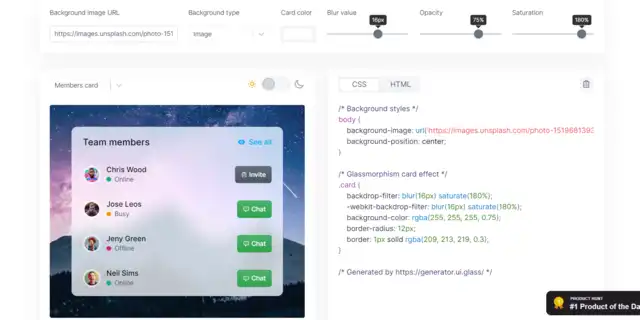 Background image URL
Background type
Card color
Blur value
Opacity
Saturation
16px
75%
180%
https://images.unsplash.com/photo-151
Image
Members card
CSS
HTML
Team members
See all
Chris Wood
Online
Invite
Jose Leos
Busy
Chat
Jeny Green
Offline
Chat
Neil Sims
Online
Chat
/* Background styles */
body {
background-image: url('https://images.unsplash.com/photo-1519681393
background-position: center;
}
/* Glassmorphism card effect */
.card {
backdrop-filter: blur(16px) saturate(180%);
-webkit-backdrop-filter: blur(16px) saturate(180%);
background-color: rgba(255, 255, 255, 0.75);
border-radius: 12px;
border: 1px solid rgba(209, 213, 219, 0.3);
}
/* Generated by https://generator.ui.glass/ */
PRODUCT HUNT
#1 Product of the Da